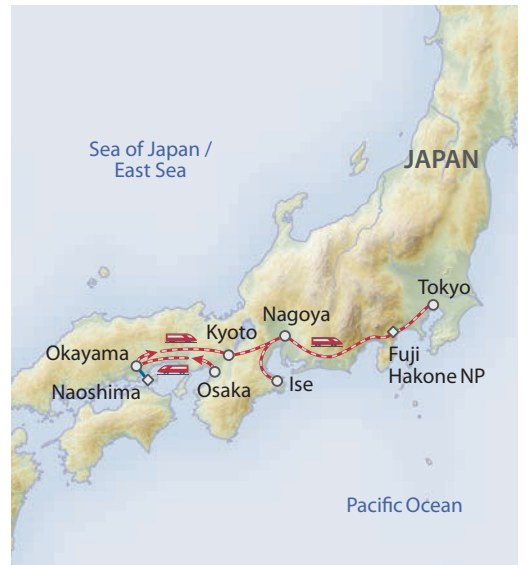 Sea of Japan /
East Sea
JAPAN
Tokyo
Nagoya
Kyoto
Okayama
Fuji
Hakone NP
Naoshima
Osaka
Ise
Pacific Ocean